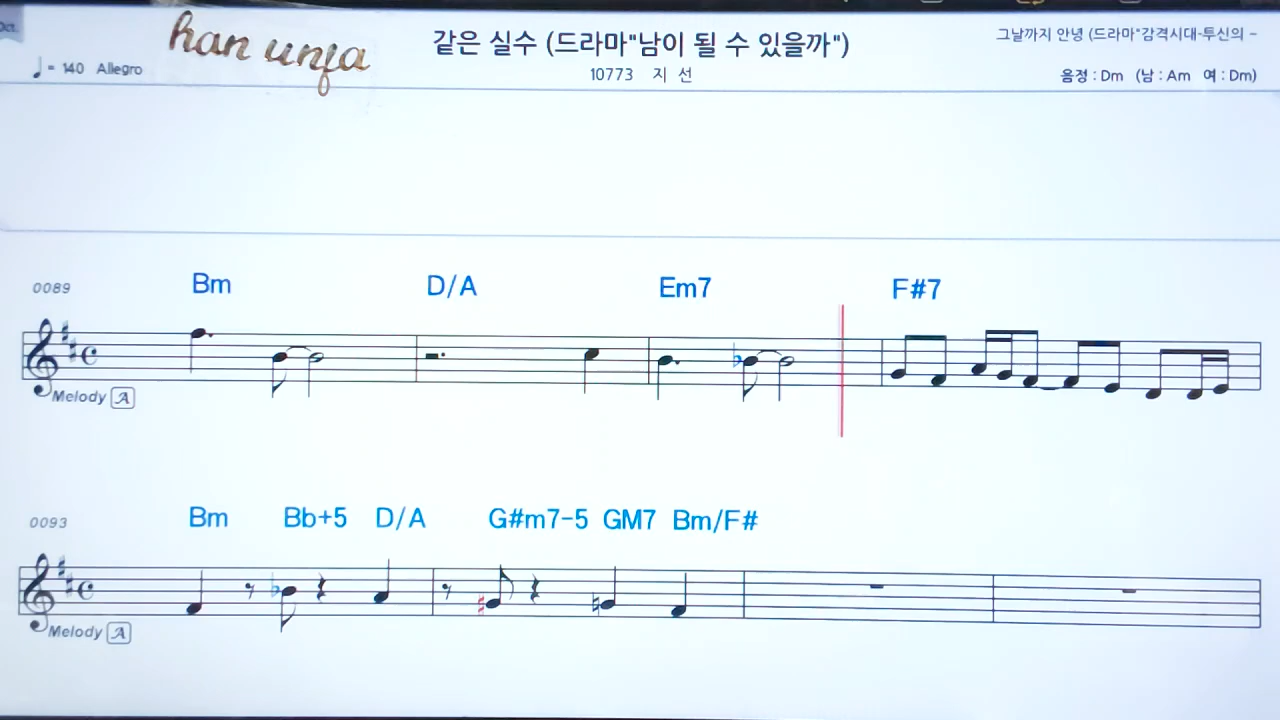 han unja
같은 실수 (드라마"남이 될 수 있을까")
그날까지 안녕 (드라마"감격시대-투신의 –
♩= 140 Allegro
10773 지 선
음정 : Dm (남 : Am 여 : Dm)
0089 Bm D/A Em7 F#7
Melody A
0093 Bm Bb+5 D/A G#m7-5 GM7 Bm/F#
Melody A